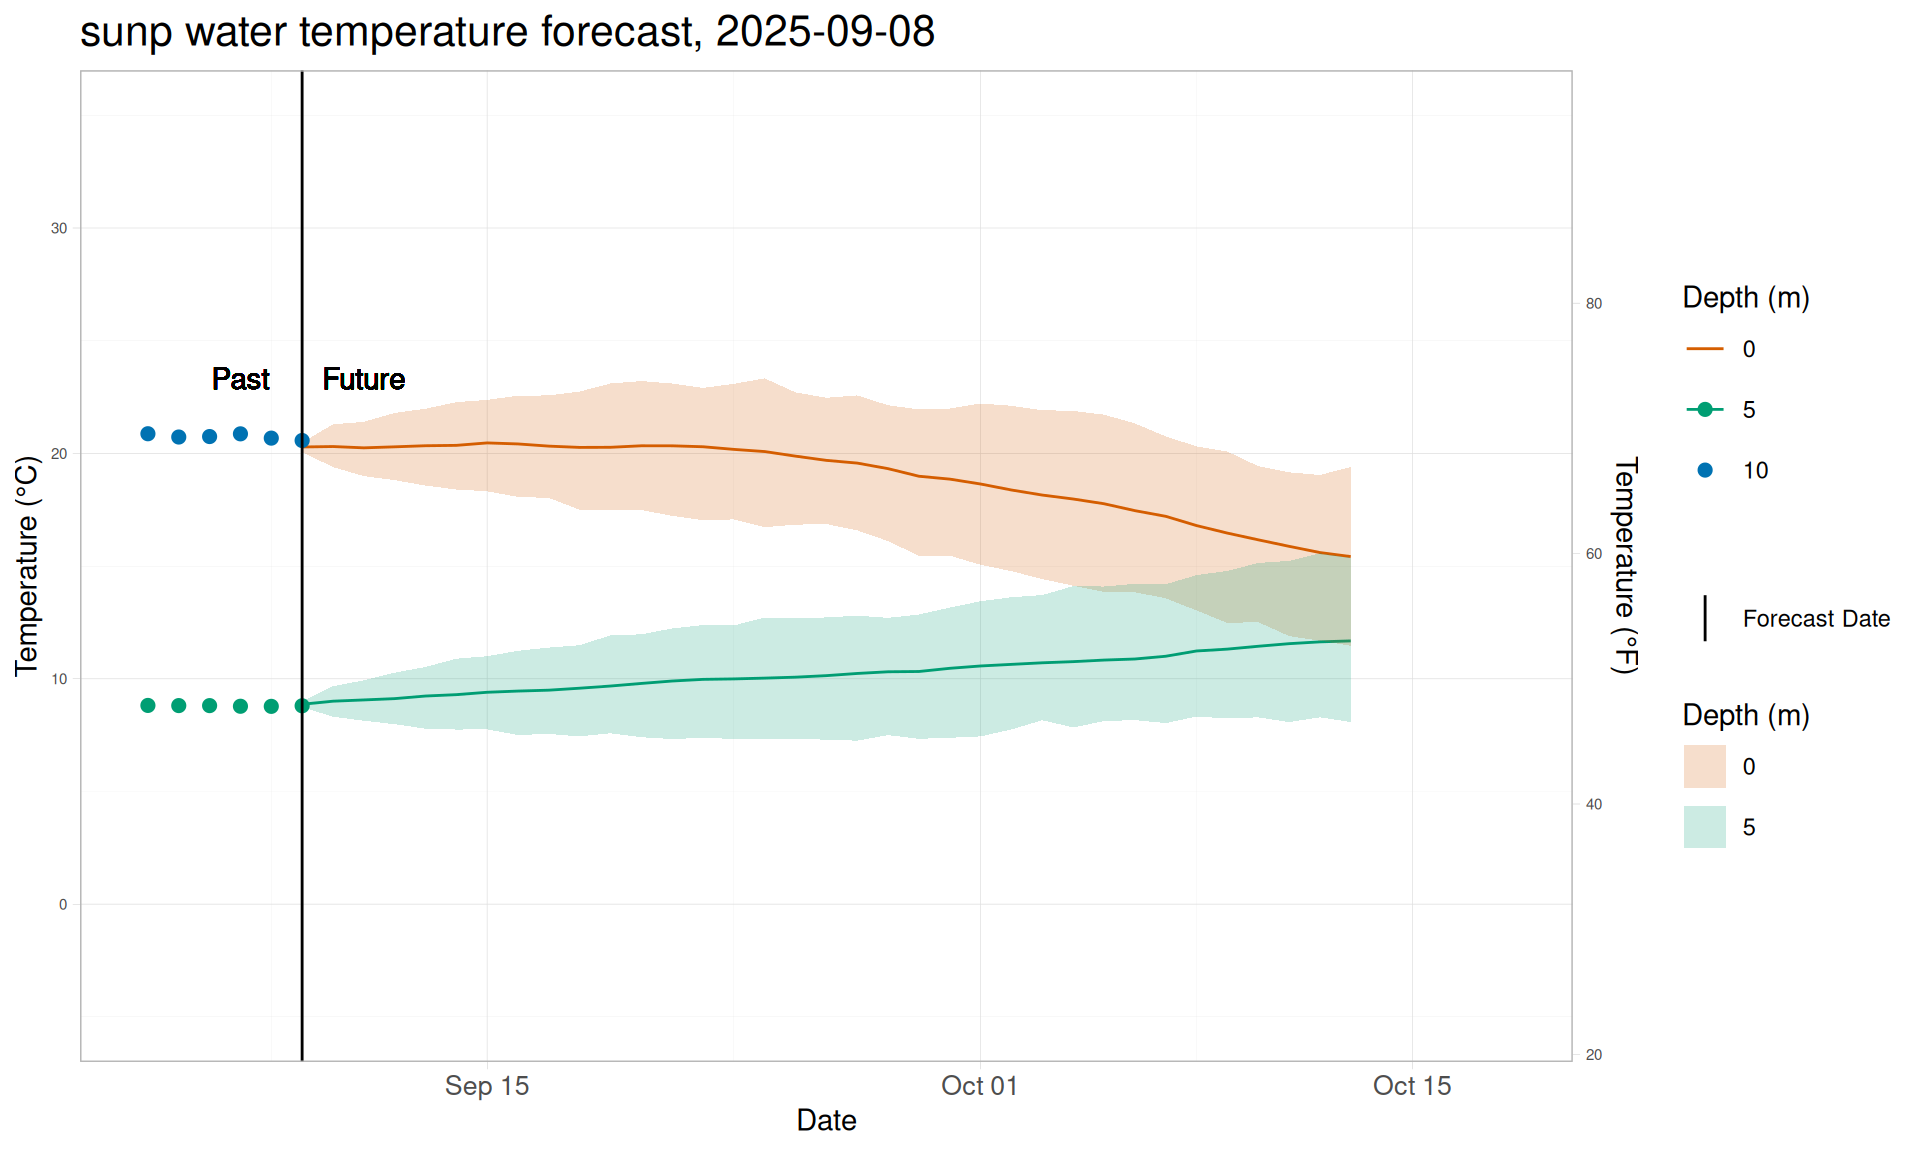 sunp water temperature forecast, 2025-09-08
30
20
10
0
Temperature (°C)
Past
Future
80
60
40
20
Temperature (°F)
Sep 15
Oct 01
Oct 15
Date
Depth (m)
0
5
10
Forecast Date
Depth (m)
0
5